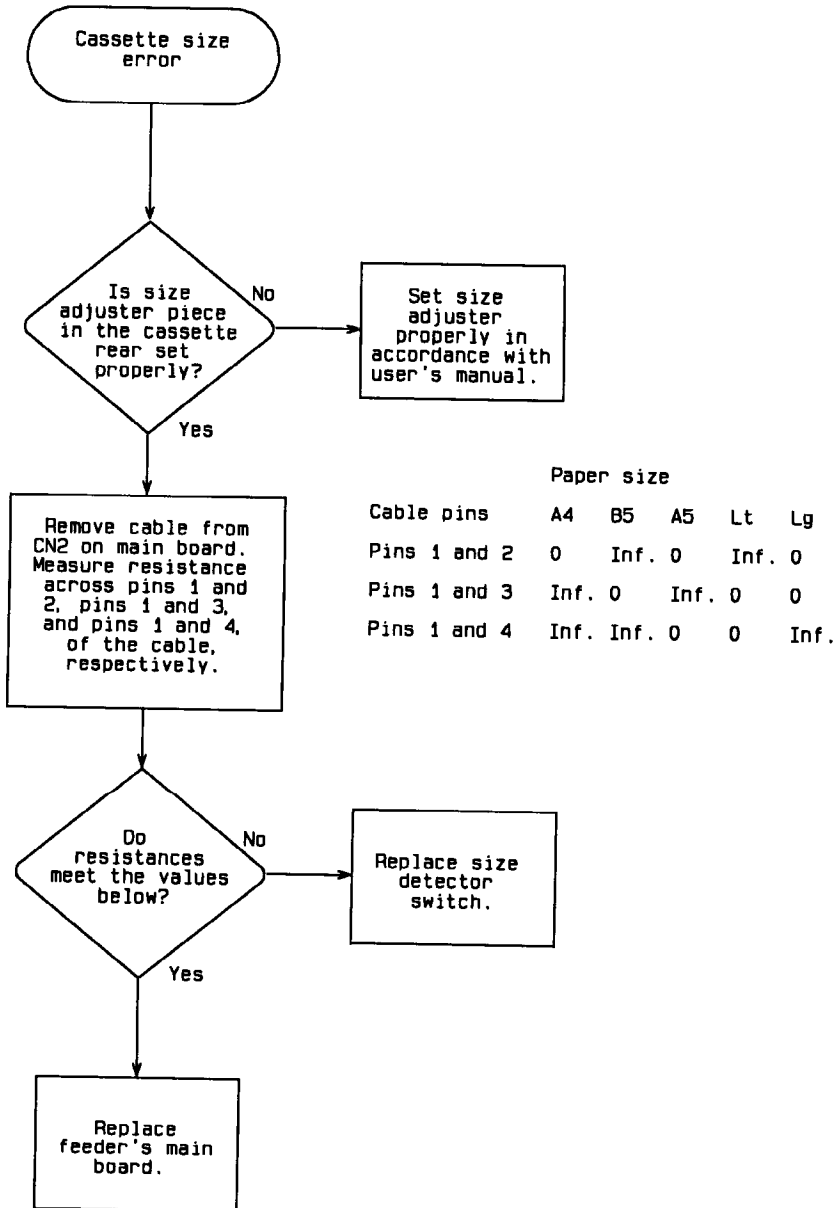 Cassette size
error
Is size
adjuster piece
in the cassette
rear set
properly?
No
Set size
adjuster
properly in
accordance with
user's manual.
Yes
Remove cable from
CN2 on main board.
Measure resistance
across pins 1 and
2, pins 1 and 3,
and pins 1 and 4,
of the cable,
respectively.
Paper size
Cable pins A4 B5 A5 Lt Lg
Pins 1 and 2 0 Inf. 0 Inf. 0
Pins 1 and 3 Inf. 0 Inf. 0 0
Pins 1 and 4 Inf. Inf. 0 0 Inf.
Do
resistances
meet the values
below?
No
Replace size
detector
switch.
Yes
Replace
feeder's main
board.